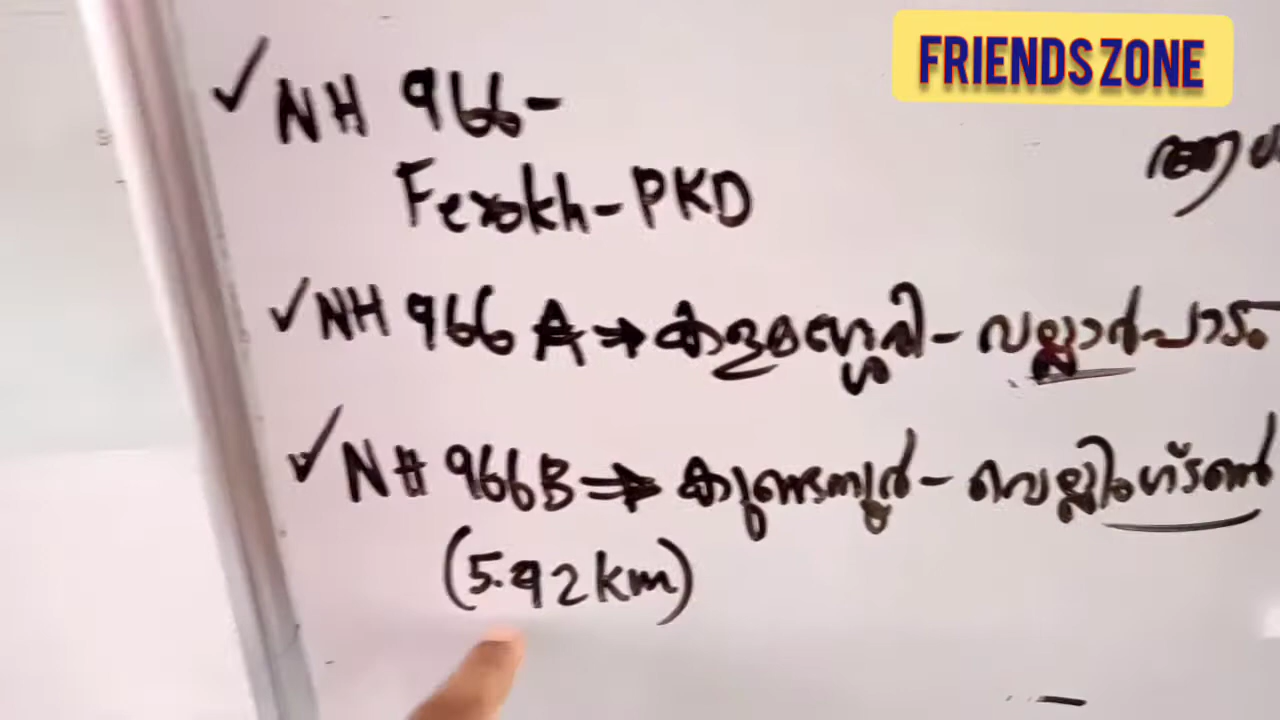 FRIENDS ZONE
✓ NH 966-
Ferokh-PKD
✓ NH 966 A ⇒ കളമശ്ശേരി - വല്ലാർപാടം
✓ NH 966B ⇒ കുണ്ടന്നൂർ - വെല്ലിംഗ്ടൺ
(5.92 km)